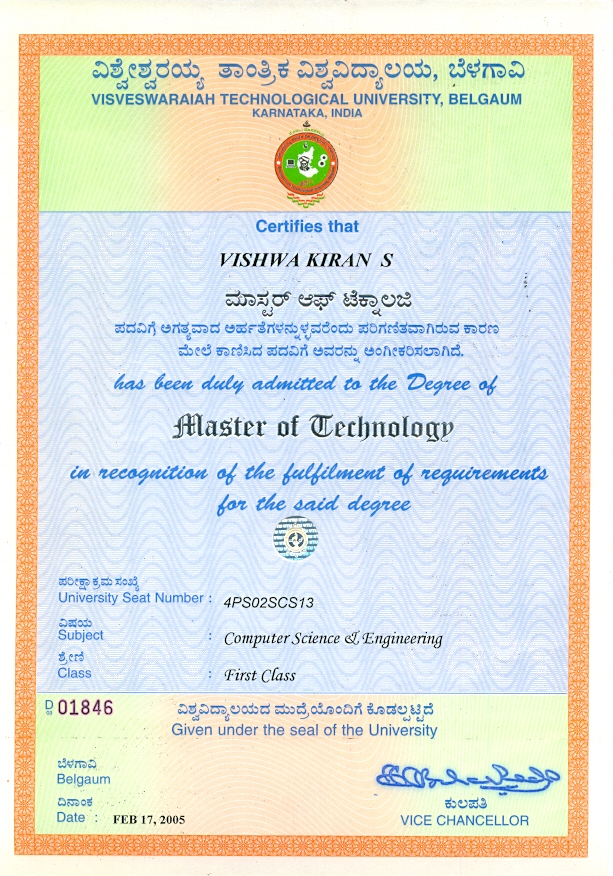 ವಿಶ್ವೇಶ್ವರಯ್ಯ ತಾಂತ್ರಿಕ ವಿಶ್ವವಿದ್ಯಾಲಯ, ಬೆಳಗಾವಿ
VISVESWARAIAH TECHNOLOGICAL UNIVERSITY, BELGAUM
KARNATAKA, INDIA
Certifies that
VISHWA KIRAN S
ಮಾಸ್ಟರ್ ಆಫ್ ಟೆಕ್ನಾಲಜಿ
ಪದವಿಗೆ ಅಗತ್ಯವಾದ ಅರ್ಹತೆಗಳನ್ನುಳ್ಳವರೆಂದು ಪರಿಗಣಿತವಾಗಿರುವ ಕಾರಣ
ಮೇಲೆ ಕಾಣಿಸಿದ ಪದವಿಗೆ ಅವರನ್ನು ಅಂಗೀಕರಿಸಲಾಗಿದೆ.
has been duly admitted to the Degree of
Master of Technology
in recognition of the fulfilment of requirements
for the said degree
ಪರೀಕ್ಷಾ ಕ್ರಮ ಸಂಖ್ಯೆ
University Seat Number : 4PS02SCS13
ವಿಷಯ
Subject : Computer Science & Engineering
ಶ್ರೇಣಿ
Class : First Class
01846
ವಿಶ್ವವಿದ್ಯಾಲಯದ ಮುದ್ರೆಯೊಂದಿಗೆ ಕೊಡಲ್ಪಟ್ಟಿದೆ
Given under the seal of the University
ಬೆಳಗಾವಿ
Belgaum
ದಿನಾಂಕ
Date : FEB 17, 2005
ಕುಲಪತಿ
VICE CHANCELLOR